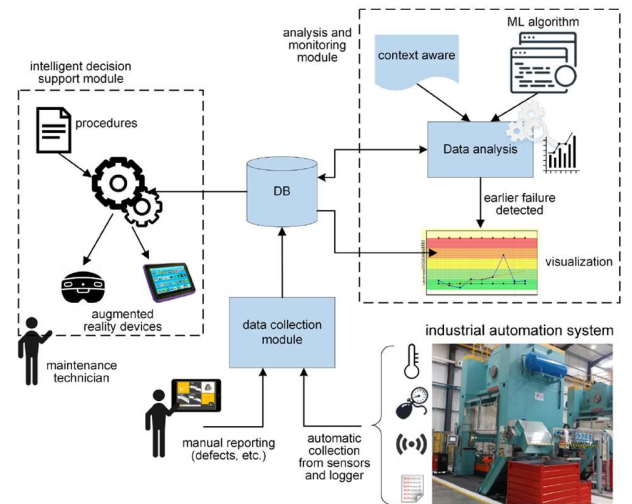 ML algorithm
analysis and
monitoring
module
context aware
intelligent decision
support module
procedures
Data analysis
DB
earlier failure
detected
visualization
augmented
reality devices
data collection
module
industrial automation system
maintenance
technician
manual reporting
(defects, etc.)
automatic
collection
from sensors
and logger